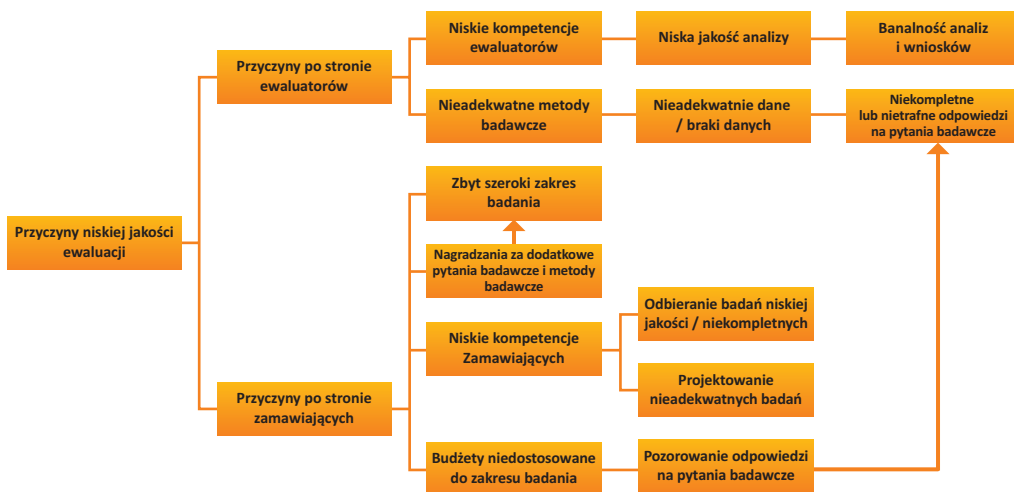 Przyczyny niskiej jakości
ewaluacji
Przyczyny po stronie
ewaluatorów
Niskie kompetencje
ewaluatorów
Niska jakość analizy
Banalność analiz
i wniosków
Nieadekwatne metody
badawcze
Nieadekwatnie dane
/ braki danych
Niekompletne
lub nietrafne odpowiedzi
na pytania badawcze
Przyczyny po stronie
zamawiających
Zbyt szeroki zakres
badania
Nagradzania za dodatkowe
pytania badawcze i metody
badawcze
Niskie kompetencje
Zamawiających
Odbieranie badań niskiej
jakości / niekompletnych
Projektowanie
nieadekwatnych badań
Budżety niedostosowane
do zakresu badania
Pozorowanie odpowiedzi
na pytania badawcze